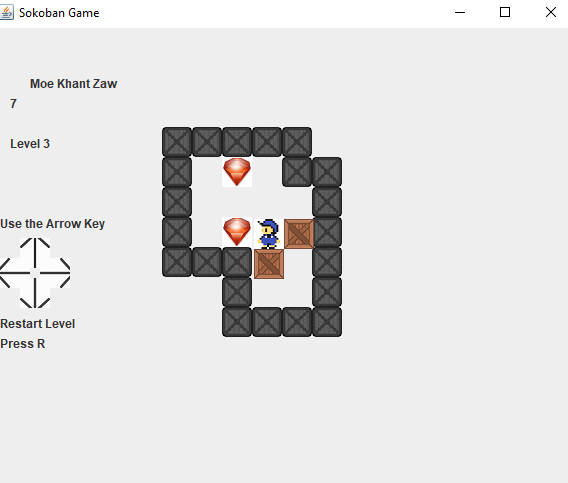 Sokoban Game
Moe Khant Zaw
7
Level 3
Use the Arrow Key
Restart Level
Press R